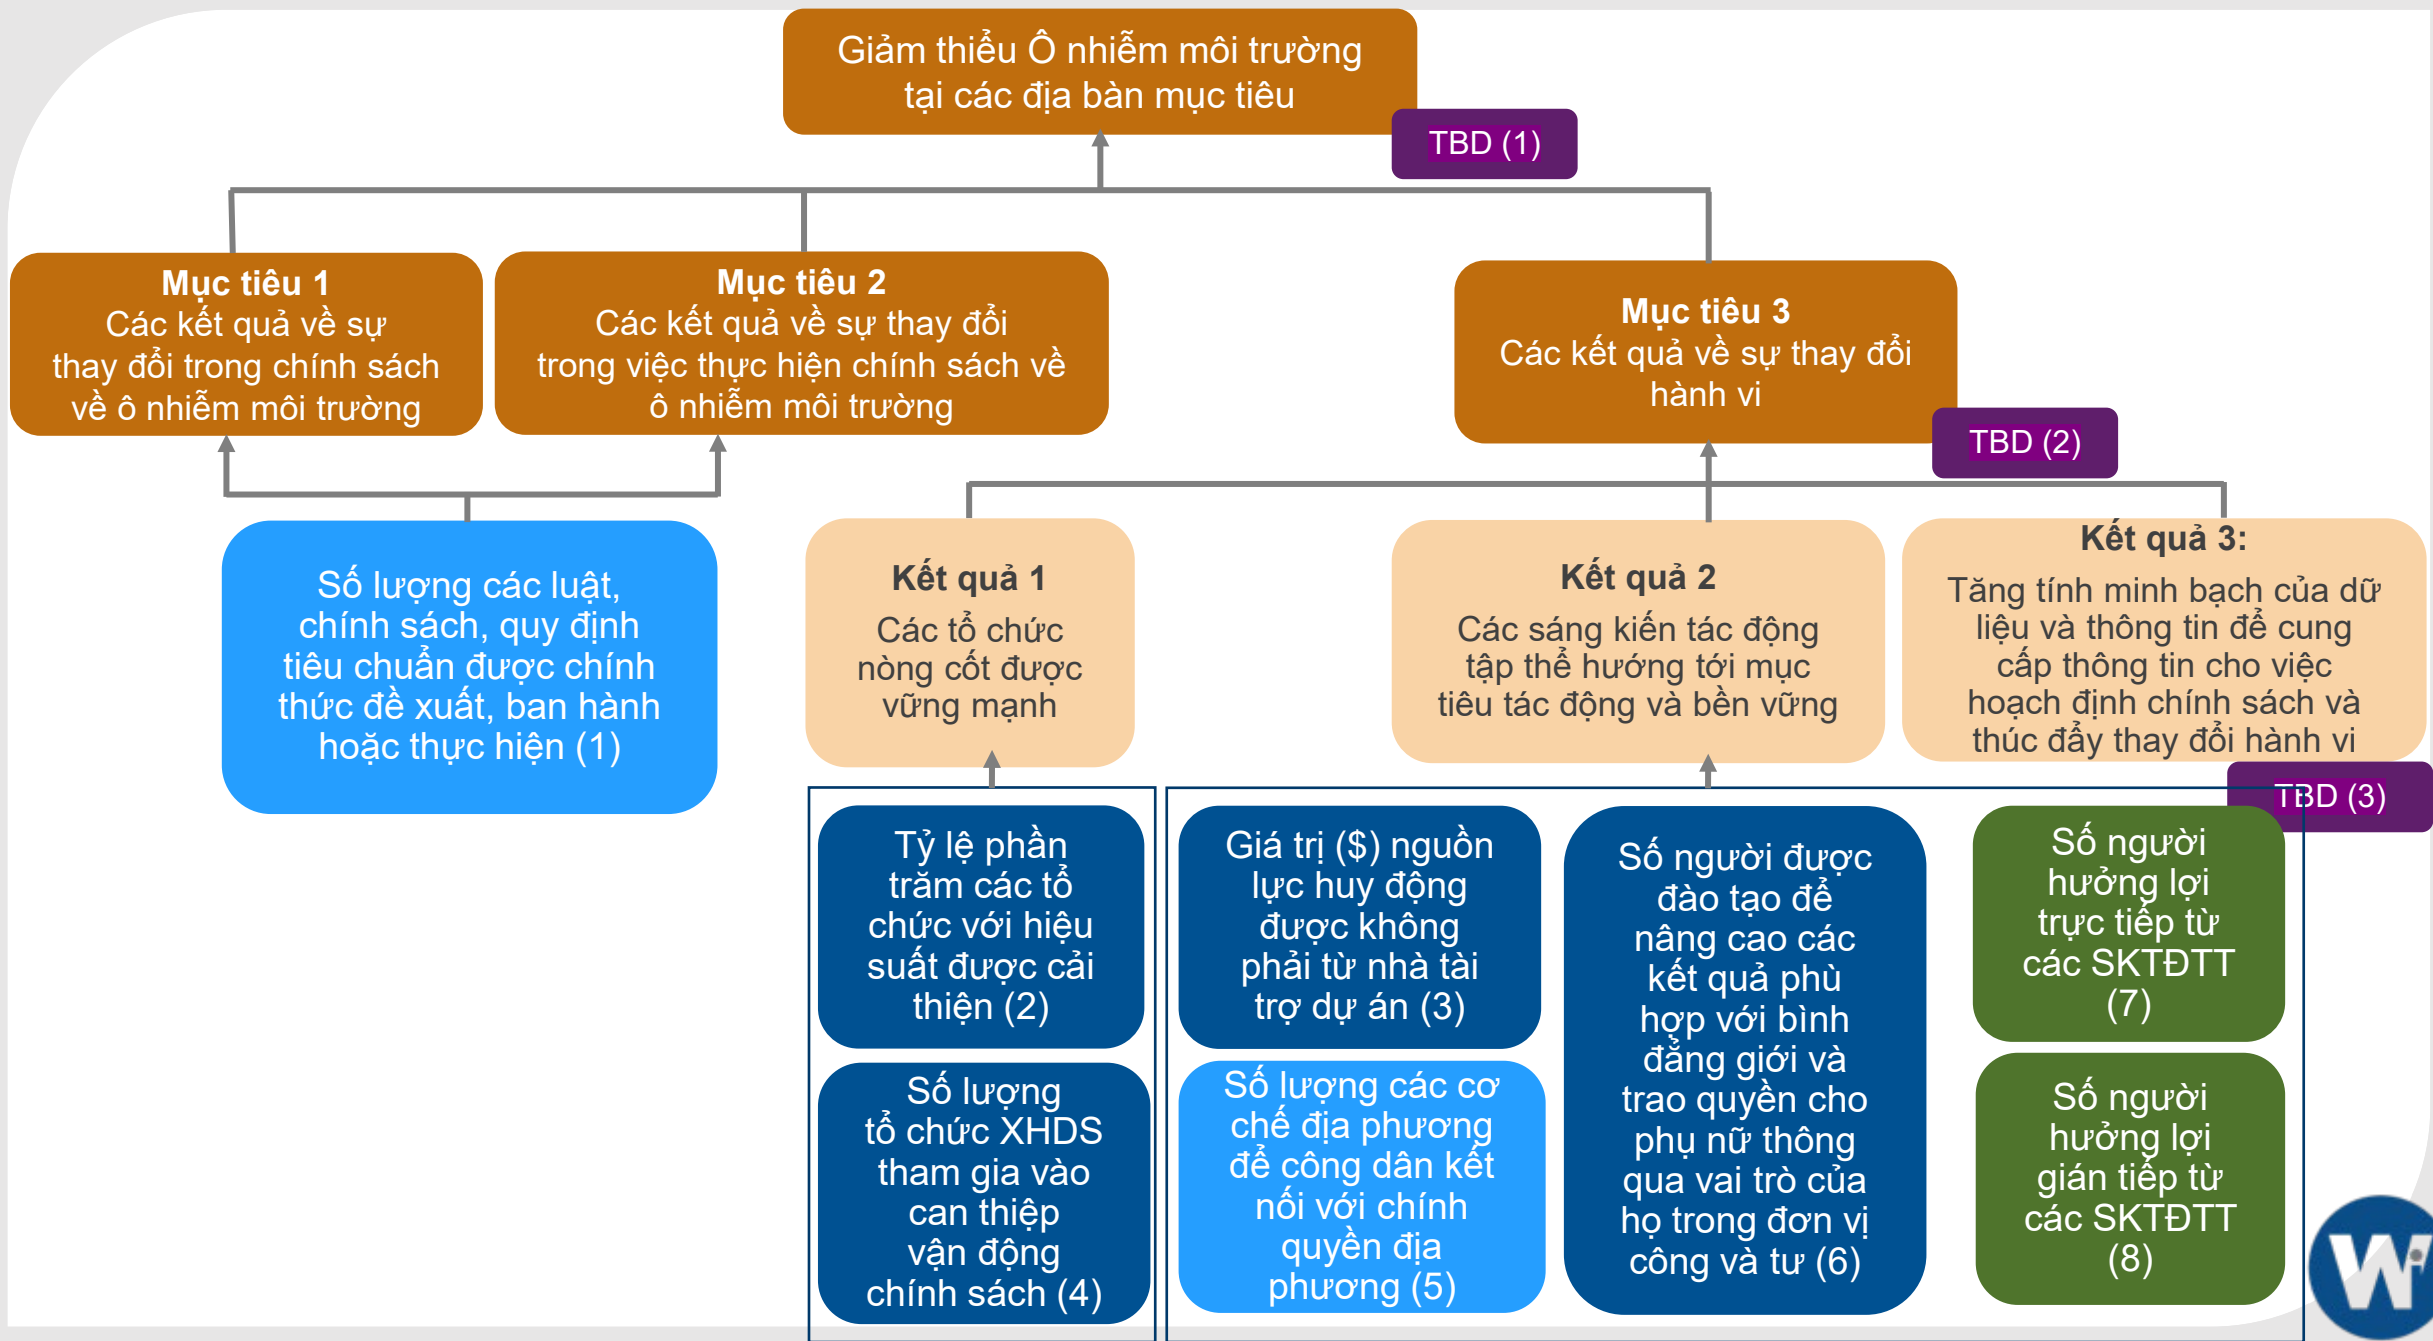 Giảm thiểu Ô nhiễm môi trường
tại các địa bàn mục tiêu
TBD (1)
Mục tiêu 1
Các kết quả về sự
thay đổi trong chính sách
về ô nhiễm môi trường
Mục tiêu 2
Các kết quả về sự thay đổi
trong việc thực hiện chính sách về
ô nhiễm môi trường
Mục tiêu 3
Các kết quả về sự thay đổi
hành vi
TBD (2)
Số lượng các luật,
chính sách, quy định
tiêu chuẩn được chính
thức đề xuất, ban hành
hoặc thực hiện (1)
Kết quả 1
Các tổ chức
nòng cốt được
vững mạnh
Kết quả 2
Các sáng kiến tác động
tập thể hướng tới mục
tiêu tác động và bền vững
Kết quả 3:
Tăng tính minh bạch của dữ
liệu và thông tin để cung
cấp thông tin cho việc
hoạch định chính sách và
thúc đẩy thay đổi hành vi
TBD (3)
Tỷ lệ phần
trăm các tổ
chức với hiệu
suất được cải
thiện (2)
Số lượng
tổ chức XHDS
tham gia vào
can thiệp
vận động
chính sách (4)
Giá trị ($) nguồn
lực huy động
được không
phải từ nhà tài
trợ dự án (3)
Số lượng các cơ
chế địa phương
để công dân kết
nối với chính
quyền địa
phương (5)
Số người được
đào tạo để
nâng cao các
kết quả phù
hợp với bình
đẳng giới và
trao quyền cho
phụ nữ thông
qua vai trò của
họ trong đơn vị
công và tư (6)
Số người
hưởng lợi
trực tiếp từ
các SKTĐTT
(7)
Số người
hưởng lợi
gián tiếp từ
các SKTĐTT
(8)
Wi